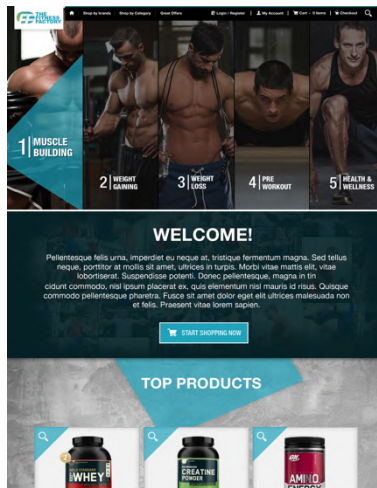 THE
FITNESS
FACTORY
Shop by brands
Shop by Category
Great Offers
Login / Register
My Account
Cart - 0 Items
Checkout
1 MUSCLE BUILDING
2 WEIGHT GAINING
3 WEIGHT LOSS
4 PRE WORKOUT
5 HEALTH & WELLNESS
WELCOME!
Pellentesque felis urna, imperdiet eu neque at, tristique fermentum magna. Sed tellus
neque, porttitor at mollis sit amet, ultrices in turpis. Morbi vitae mattis elit, vitae
lobortiserat. Suspendisse potenti. Donec pellentesque, magna in tin
cidunt commodo, nisl ipsum placerat ex, quis elementum nisl mauris id risus. Quisque
commodo pellentesque pharetra. Fusce sit amet dolor eget elit ultrices malesuada non
et felis. Praesent vitae lorem sapien.
START SHOPPING NOW
TOP PRODUCTS
WHEY
CREATINE
POWDER
AMINO
ENERGY